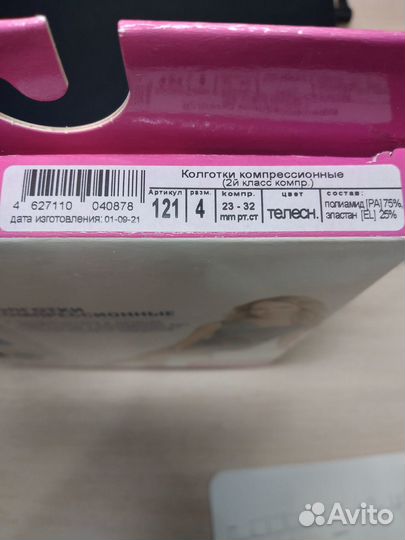 Колготки компрессионные
(2й класс компр.)
Артикул разм. компр. цвет состав:
121 4 23 - 32 mm рт.ст телесн. полиамид [PA] 75%, эластан [EL] 25%
4 627110 040878
дата изготовления: 01-09-21
Avito